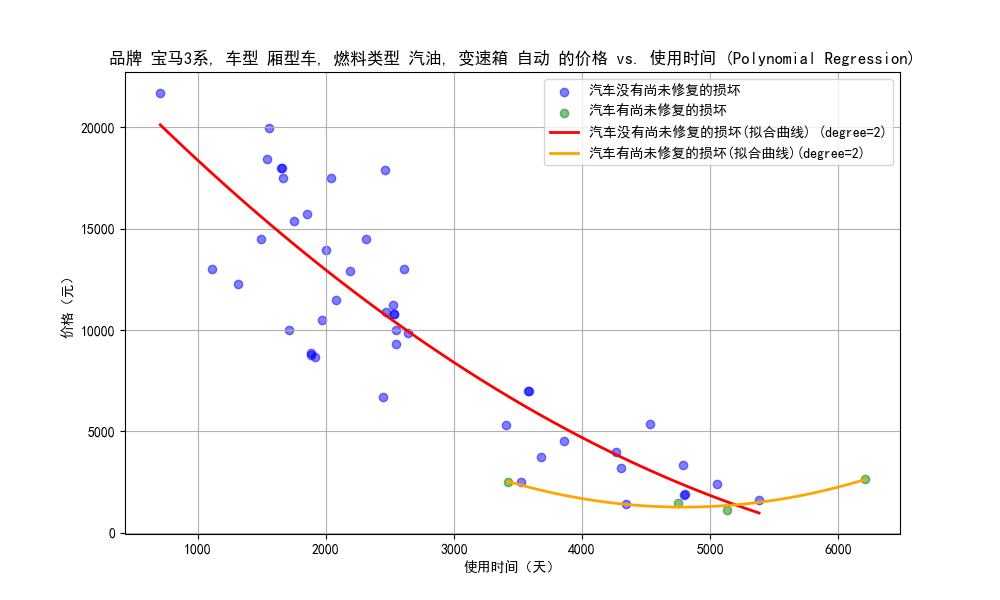 品牌 宝马3系, 车型 厢型车, 燃料类型 汽油, 变速箱 自动 的价格 vs. 使用时间 (Polynomial Regression)
汽车没有尚未修复的损坏
汽车有尚未修复的损坏
汽车没有尚未修复的损坏(拟合曲线) (degree=2)
汽车有尚未修复的损坏(拟合曲线)(degree=2)
20000
15000
10000
5000
0
价格（元）
1000 2000 3000 4000 5000 6000
使用时间（天）